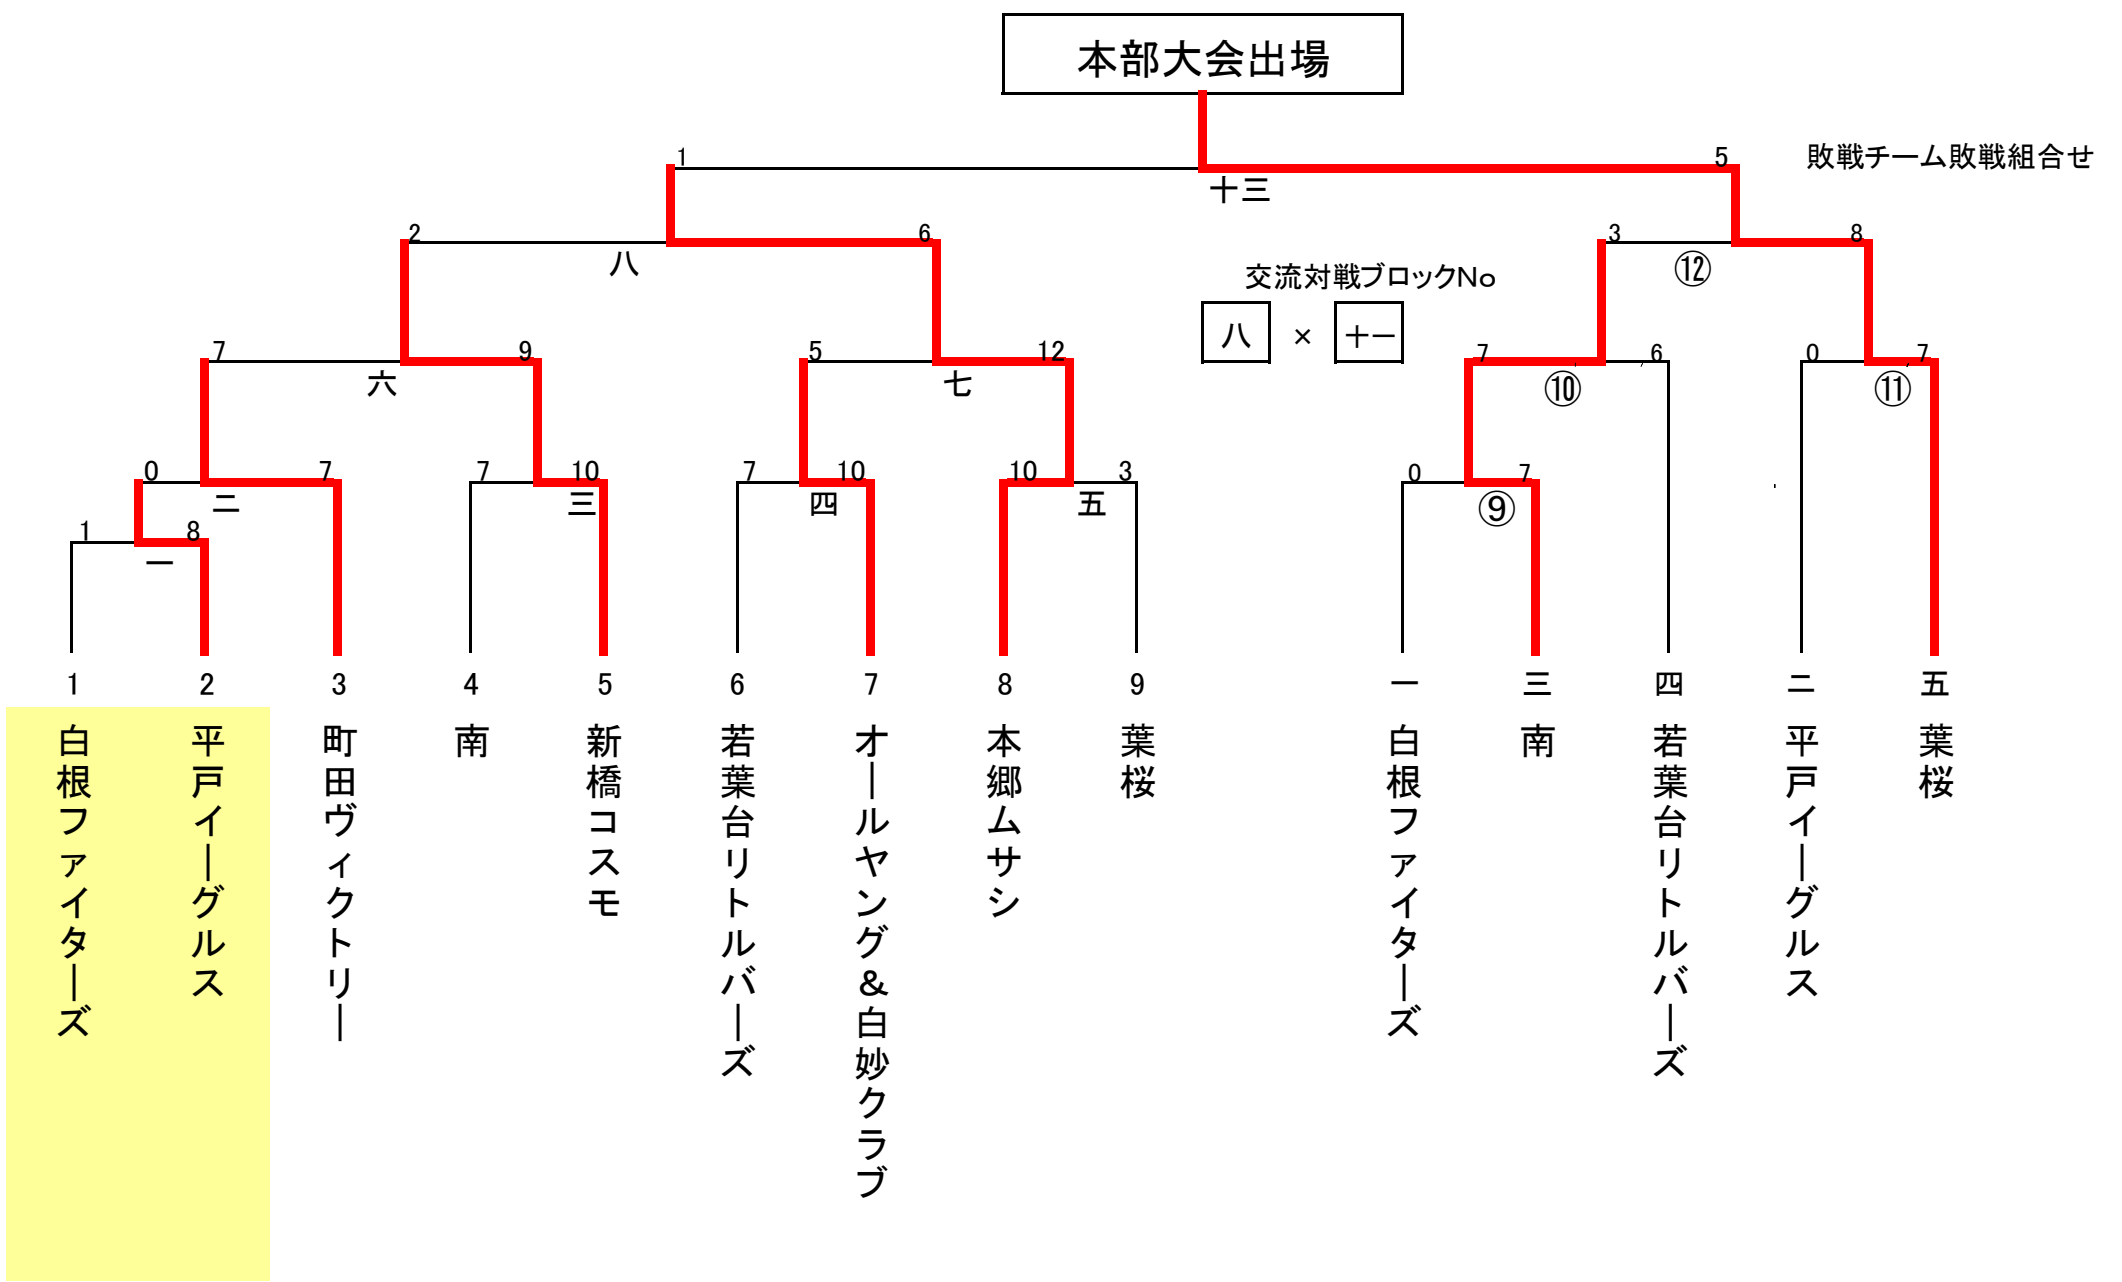 本部大会出場
1
5
敗戦チーム敗戦組合せ
十三
2
6
3
8
八
⑫
交流対戦ブロックNo
八 × 十一
7
9
5
12
7
6
0
7
六
七
⑩
⑪
0
7
7
10
7
10
10
3
0
7
二
三
四
五
⑨
1
8
一
1
2
3
4
5
6
7
8
9
一
三
四
二
五
白根ファイターズ
平戸イーグルス
町田ヴィクトリー
南
新橋コスモ
若葉台リトルバーズ
オールヤング&白妙クラブ
本郷ムサシ
葉桜
白根ファイターズ
南
若葉台リトルバーズ
平戸イーグルス
葉桜